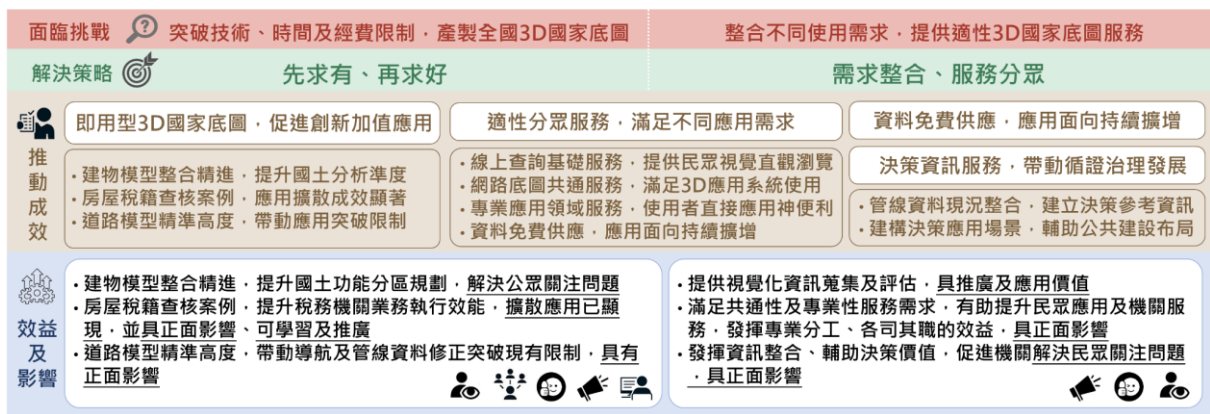 面臨挑戰
突破技術、時間及經費限制，產製全國3D國家底圖
整合不同使用需求，提供適性3D國家底圖服務
解決策略
先求有、再求好
需求整合、服務分眾
推動成效
即用型3D國家底圖，促進創新加值應用
・建物模型整合精進，提升國土分析準度
・房屋稅籍查核案例，應用擴散成效顯著
・道路模型精準高度，帶動應用突破限制
適性分眾服務，滿足不同應用需求
・線上查詢基礎服務，提供民眾視覺直觀瀏覽
・網路底圖共通服務，滿足3D應用系統使用
・專業應用領域服務，使用者直接應用神便利
・資料免費供應，應用面向持續擴增
資料免費供應，應用面向持續擴增
決策資訊服務，帶動循證治理發展
・管線資料現況整合，建立決策參考資訊
・建構決策應用場景，輔助公共建設布局
效益
及
影響
・建物模型整合精進，提升國土功能分區規劃，解決公眾關注問題
・房屋稅籍查核案例，提升稅務機關業務執行效能，擴散應用已顯
現，並具正面影響、可學習及推廣
・道路模型精準高度，帶動導航及管線資料修正突破現有限制，具有
正面影響
・提供視覺化資訊蒐集及評估，具推廣及應用價值
・滿足共通性及專業性服務需求，有助提升民眾應用及機關服
務，發揮專業分工、各司其職的效益，具正面影響
・發揮資訊整合、輔助決策價值，促進機關解決民眾關注問題
，具正面影響